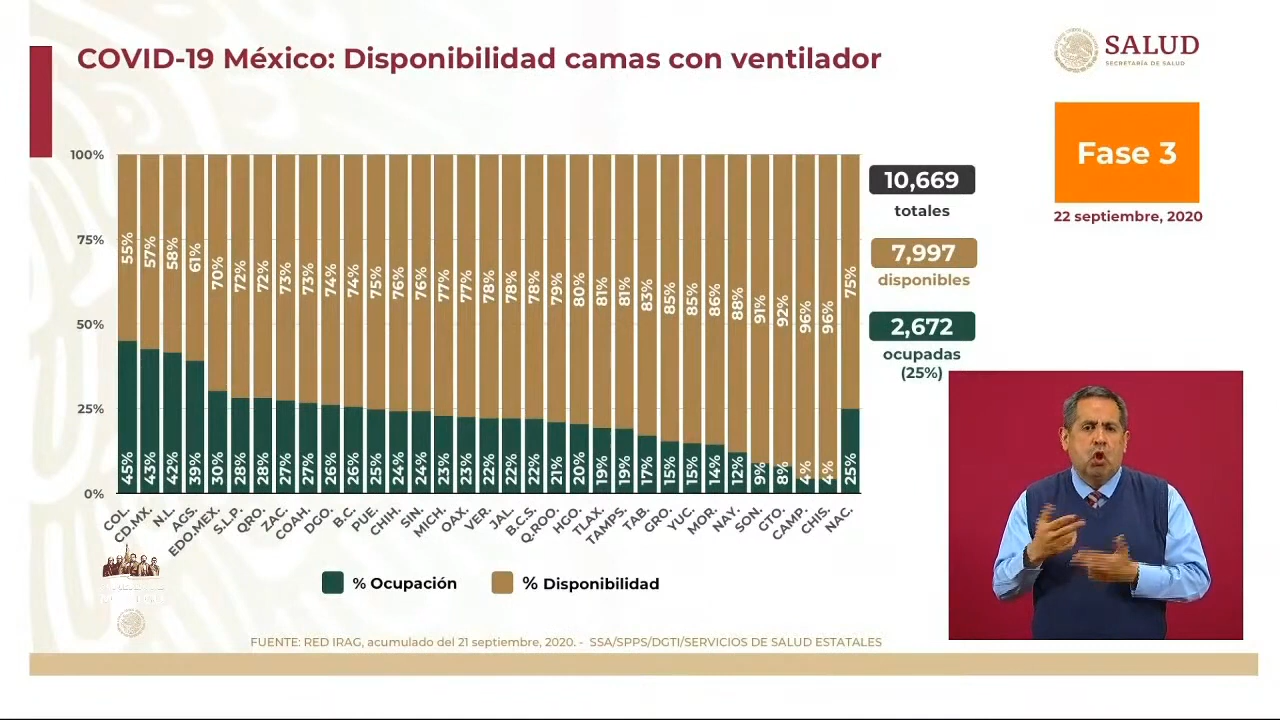 COVID-19 México: Disponibilidad camas con ventilador
SALUD
SECRETARÍA DE SALUD
Fase 3
22 septiembre, 2020
100%
75%
50%
25%
0%
55% 57% 58% 61% 70% 72% 72% 73% 73% 74% 74% 75% 76% 76% 77% 77% 78% 78% 78% 79% 80% 81% 81% 83% 85% 85% 86% 88% 91% 92% 96% 96% 75%
45% 43% 42% 39% 30% 28% 28% 27% 27% 26% 26% 25% 24% 24% 23% 23% 22% 22% 22% 21% 20% 19% 19% 17% 15% 15% 14% 12% 9% 8% 4% 4% 25%
COL. CD.MX. N.L. AGS. EDO.MEX. S.L.P. QRO. ZAC. COAH. DGO. B.C. PUE. CHIH. SIN. MICH. OAX. VER. JAL. B.C.S. Q.ROO. HGO. TLAX. TAMPS. TAB. GRO. YUC. MOR. NAY. SON. GTO. CAMP. CHIS. NAC.
10,669
totales
7,997
disponibles
2,672
ocupadas
(25%)
% Ocupación
% Disponibilidad
FUENTE: RED IRAG, acumulado del 21 septiembre, 2020. - SSA/SPPS/DGTI/SERVICIOS DE SALUD ESTATALES